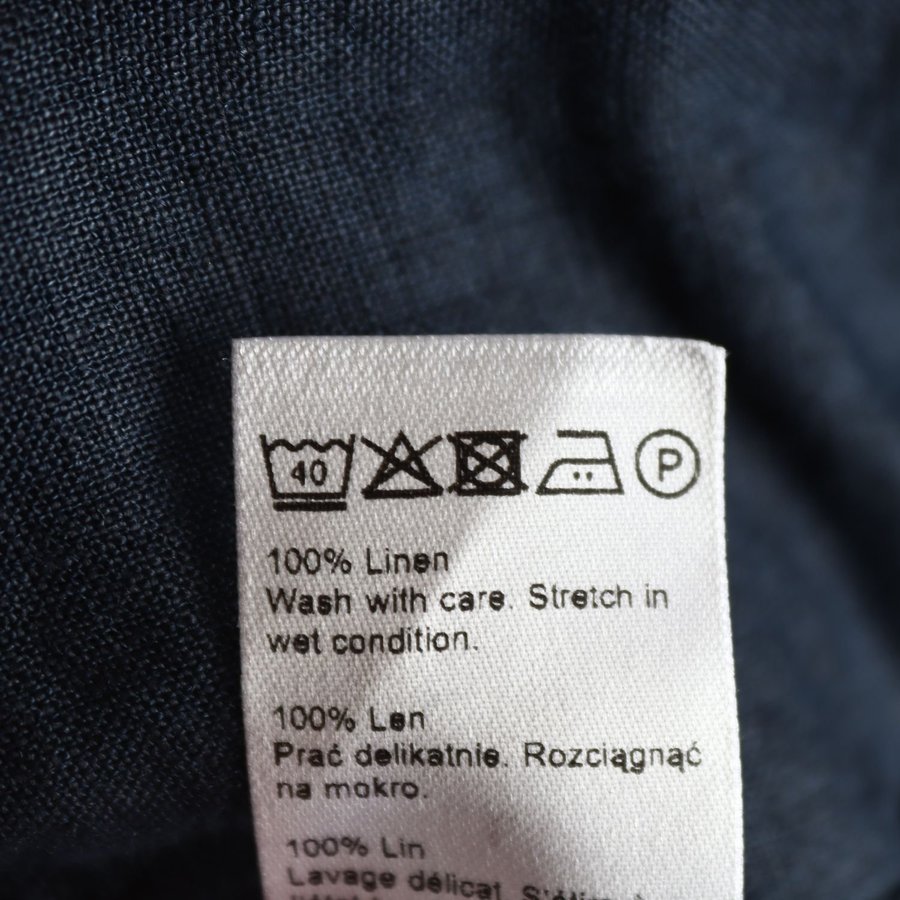 40
P
100% Linen
Wash with care. Stretch in
wet condition.
100% Len
Prać delikatnie. Rozciągnąć
na mokro.
100% Lin
Lavage délicat.